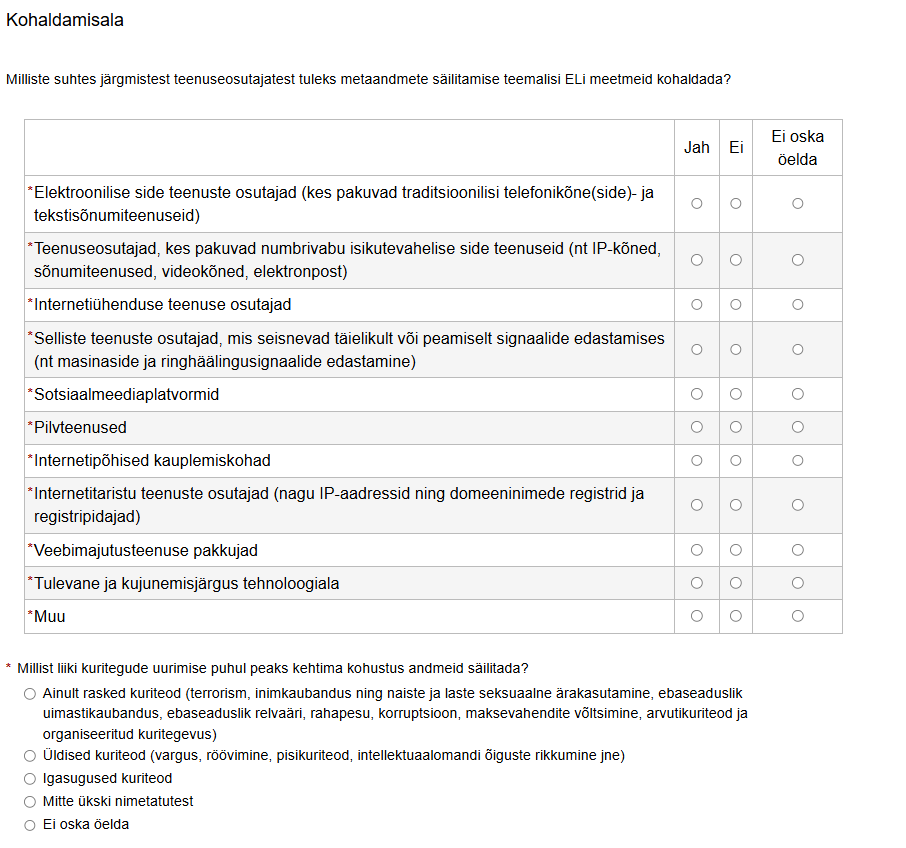 Kohaldamisala
Milliste suhtes järgmistest teenuseosutajatest tuleks metaandmete säilitamise teemalisi ELi meetmeid kohaldada?
Jah
Ei
Ei oska
öelda
*Elektroonilise side teenuste osutajad (kes pakuvad traditsioonilisi telefonikõne(side)- ja
tekstisõnumiteenuseid)
*Teenuseosutajad, kes pakuvad numbrivabu isikutevahelise side teenuseid (nt IP-kõned,
sõnumiteenused, videokõned, elektronpost)
*Internetiühenduse teenuse osutajad
*Selliste teenuste osutajad, mis seisnevad täielikult või peamiselt signaalide edastamises
(nt masinaside ja ringhäälingusignaalide edastamine)
*Sotsiaalmeediaplatvormid
*Pilvteenused
*Internetipõhised kauplemiskohad
*Internetitaristu teenuste osutajad (nagu IP-aadressid ning domeeninimede registrid ja
registripidajad)
*Veebimajutusteenuse pakkujad
*Tulevane ja kujunemisjärgus tehnoloogiala
*Muu
* Millist liiki kuritegude uurimise puhul peaks kehtima kohustus andmeid säilitada?
Ainult rasked kuriteod (terrorism, inimkaubandus ning naiste ja laste seksuaalne ärakasutamine, ebaseaduslik
uimastikaubandus, ebaseaduslik relvaäri, rahapesu, korruptsioon, maksevahendite võltsimine, arvutikuriteod ja
organiseeritud kuritegevus)
Üldised kuriteod (vargus, röövimine, pisikuriteod, intellektuaalomandi õiguste rikkumine jne)
Igasugused kuriteod
Mitte ükski nimetatutest
Ei oska öelda